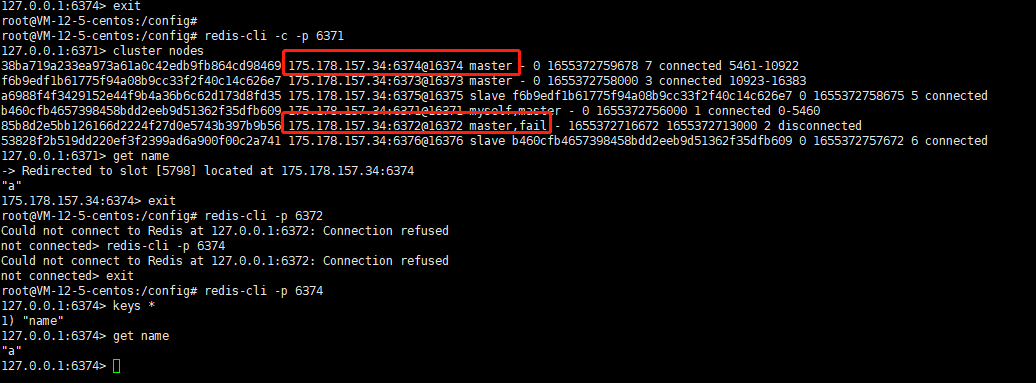 127.0.0.1:6374> exit
root@VM-12-5-centos:/config#
root@VM-12-5-centos:/config# redis-cli -c -p 6371
127.0.0.1:6371> cluster nodes
38ba719a233ea973a61a0c42edb9fb864cd98469 175.178.157.34:6374@16374 master - 0 1655372759678 7 connected 5461-10922
f6b9edf1b61775f94a08b9cc33f2f40c14c626e7 175.178.157.34:6373@16373 master - 0 1655372758000 3 connected 10923-16383
a6988f4f3429152e44f9b4a36b6c62d173d8fd35 175.178.157.34:6375@16375 slave f6b9edf1b61775f94a08b9cc33f2f40c14c626e7 0 1655372758675 5 connected
b460cfb4657398458bdd2eeb9d51362f35dfb609 175.178.157.34:6371@16371 myself,master - 0 1655372756000 1 connected 0-5460
85b8d2e5bb126166d2224f27d0e5743b397b9b56 175.178.157.34:6372@16372 master,fail - 1655372716672 1655372713000 2 disconnected
53828f2b519dd220ef3f2399ad6a900f00c2a741 175.178.157.34:6376@16376 slave b460cfb4657398458bdd2eeb9d51362f35dfb609 0 1655372757672 6 connected
127.0.0.1:6371> get name
-> Redirected to slot [5798] located at 175.178.157.34:6374
"a"
175.178.157.34:6374> exit
root@VM-12-5-centos:/config# redis-cli -p 6372
Could not connect to Redis at 127.0.0.1:6372: Connection refused
not connected> redis-cli -p 6374
Could not connect to Redis at 127.0.0.1:6372: Connection refused
not connected> exit
root@VM-12-5-centos:/config# redis-cli -p 6374
127.0.0.1:6374> keys *
1) "name"
127.0.0.1:6374> get name
"a"
127.0.0.1:6374>